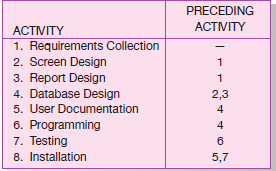 PRECEDING
ACTIVITY ACTIVITY
1. Requirements Collection —
2. Screen Design 1
3. Report Design 1
4. Database Design 2,3
5. User Documentation 4
6. Programming 4
7. Testing 6
8. Installation 5,7